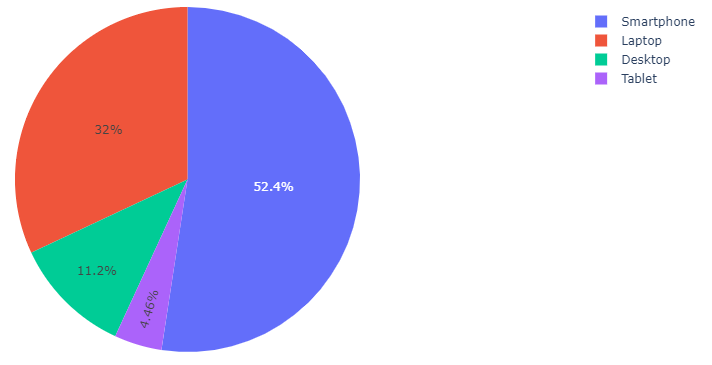 Smartphone
Laptop
Desktop
Tablet
32%
52.4%
11.2%
4.46%